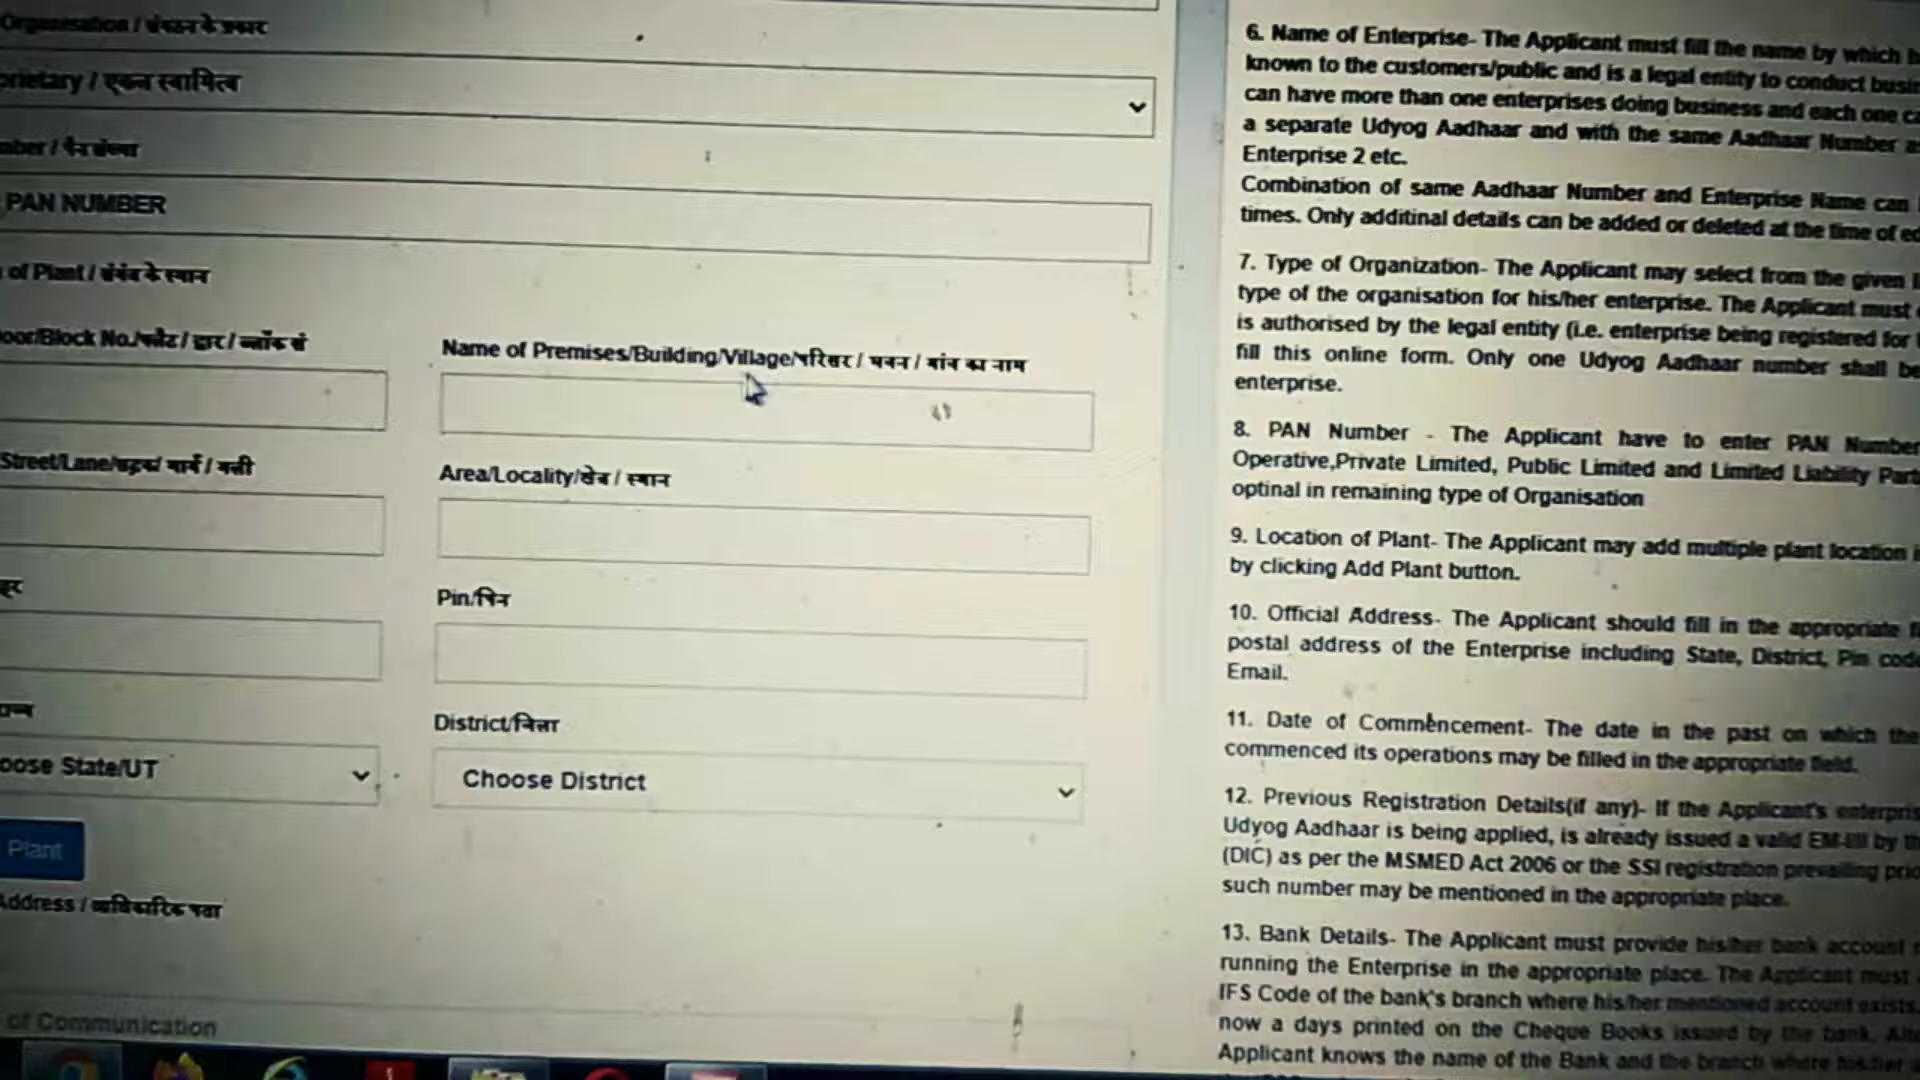 Organisation / संगठन के प्रकार
prietary / एकल स्वामित्व
mber / पैन संख्या
PAN NUMBER
of Plant / संयंत्र के स्थान
oor/Block No./फ्लैट / द्वार / ब्लॉक सं
Name of Premises/Building/Village/परिसर / भवन / गांव का नाम
Street/Lane/सड़क/ मार्ग / गली
Area/Locality/क्षेत्र / स्थान
Pin/पिन
District/जिला
oose State/UT
Choose District
Plant
Address / आधिकारिक पता
of Communication
6. Name of Enterprise- The Applicant must fill the name by which
known to the customers/public and is a legal entity to conduct
can have more than one enterprises doing business and each one
a separate Udyog Aadhaar and with the same Aadhaar Number
Enterprise 2 etc.
Combination of same Aadhaar Number and Enterprise Name can
times. Only additinal details can be added or deleted at the time of
7. Type of Organization- The Applicant may select from the given
type of the organisation for his/her enterprise. The Applicant must
is authorised by the legal entity (i.e. enterprise being registered for
fill this online form. Only one Udyog Aadhaar number shall be
enterprise.
8. PAN Number - The Applicant have to enter PAN Number
Operative,Private Limited, Public Limited and Limited Liability
optinal in remaining type of Organisation
9. Location of Plant- The Applicant may add multiple plant location
by clicking Add Plant button.
10. Official Address- The Applicant should fill in the appropriate
postal address of the Enterprise including State, District, Pin
Email.
11. Date of Commencement- The date in the past on which the
commenced its operations may be filled in the appropriate field.
12. Previous Registration Details(if any)- If the Applicant's
Udyog Aadhaar is being applied, is already issued a valid EM-I/II by
(DIC) as per the MSMED Act 2006 or the SSI registration prevailing
such number may be mentioned in the appropriate place.
13. Bank Details- The Applicant must provide his/her bank account
running the Enterprise in the appropriate place. The Applicant must
IFS Code of the bank's branch where his/her mentioned account exists.
now a days printed on the Cheque Books issued by the bank.
Applicant knows the name of the Bank and the branch where his/her